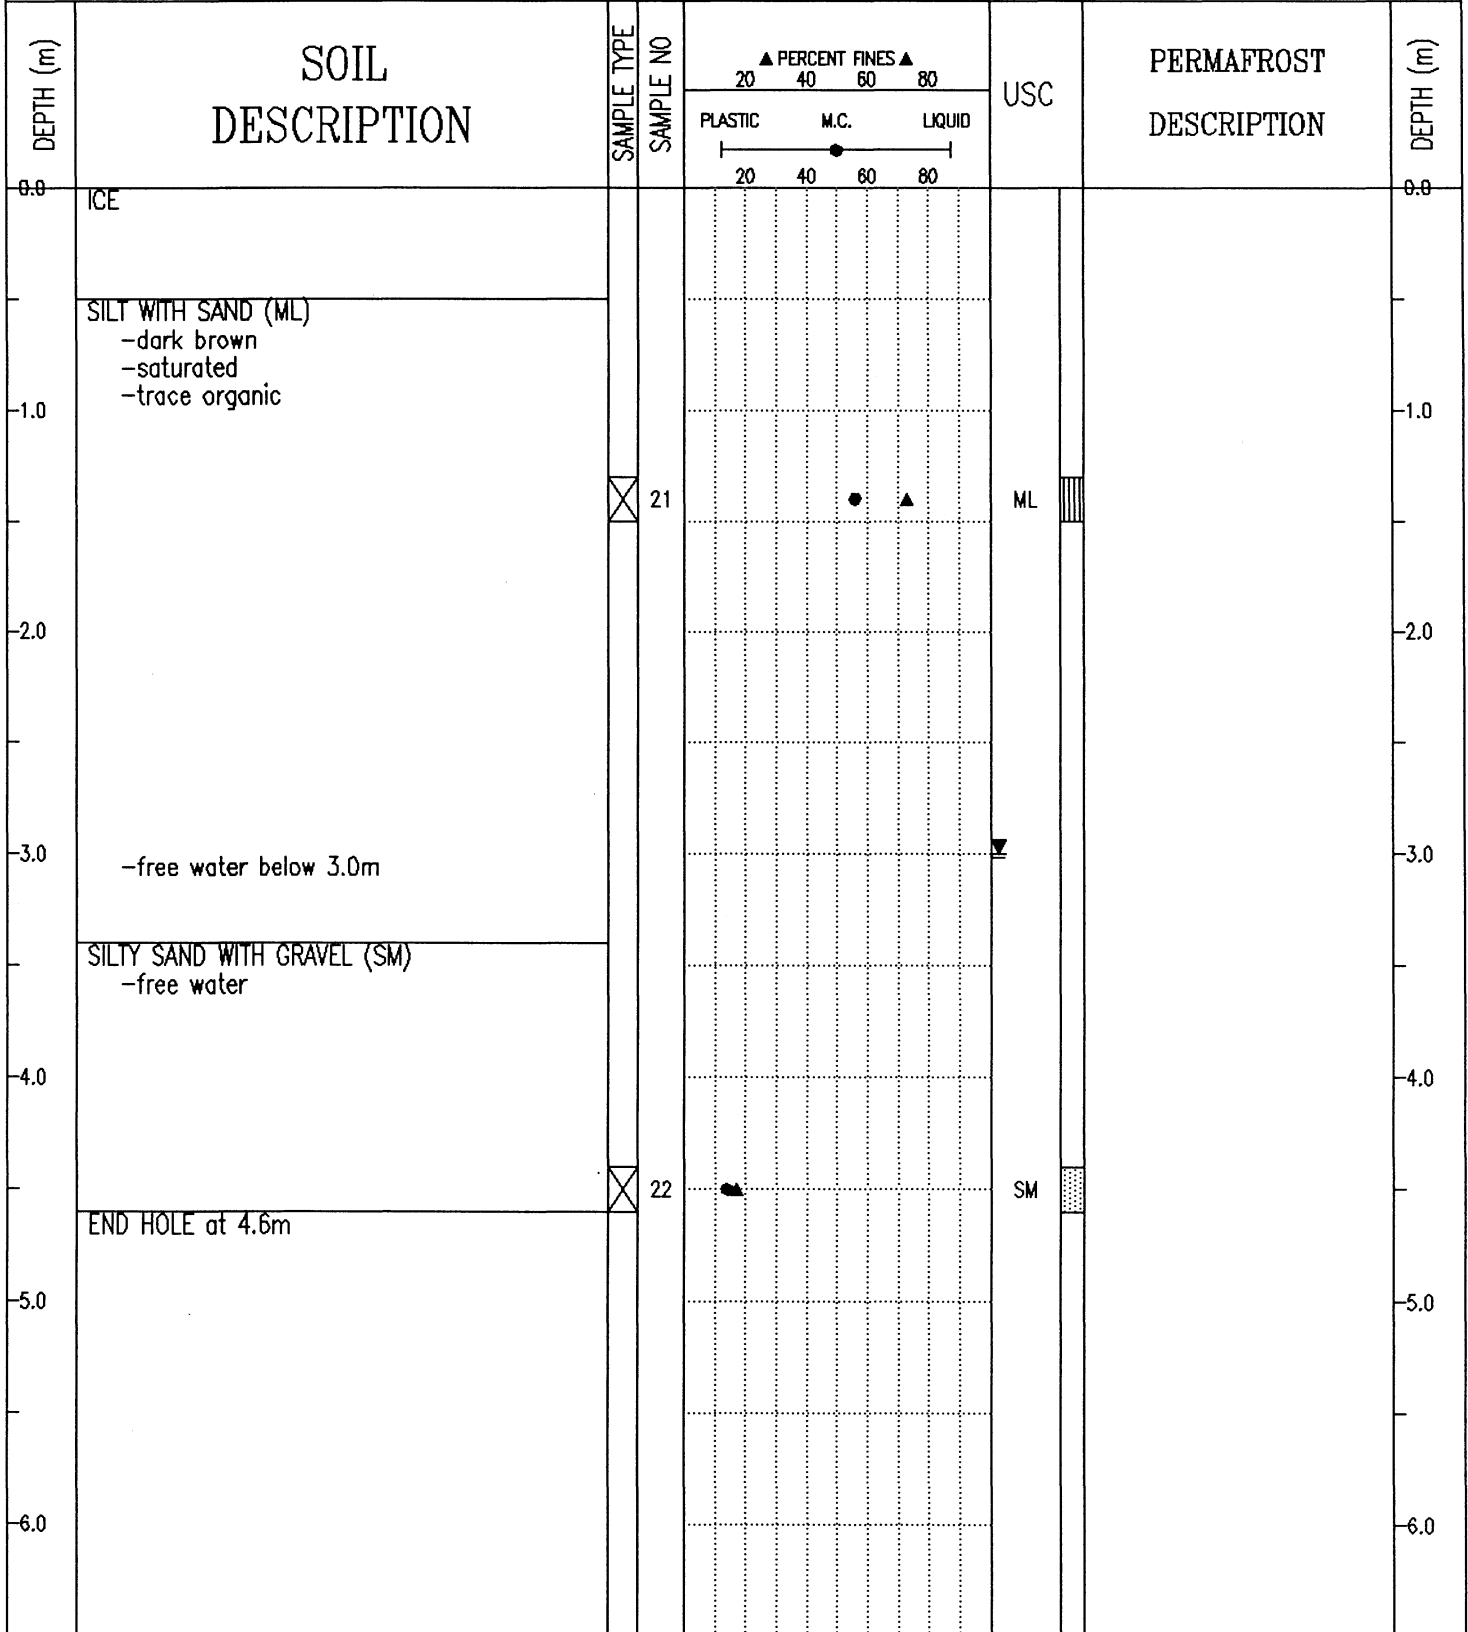 DEPTH (m)
SOIL
DESCRIPTION
SAMPLE TYPE
SAMPLE NO
▲ PERCENT FINES ▲
20 40 60 80
PLASTIC M.C. LIQUID
20 40 60 80
USC
PERMAFROST
DESCRIPTION
DEPTH (m)
0.0
ICE
0.0
SILT WITH SAND (ML)
-dark brown
-saturated
-trace organic
1.0
1.0
21
ML
2.0
2.0
3.0
-free water below 3.0m
3.0
SILTY SAND WITH GRAVEL (SM)
-free water
4.0
4.0
22
SM
END HOLE at 4.6m
5.0
5.0
6.0
6.0